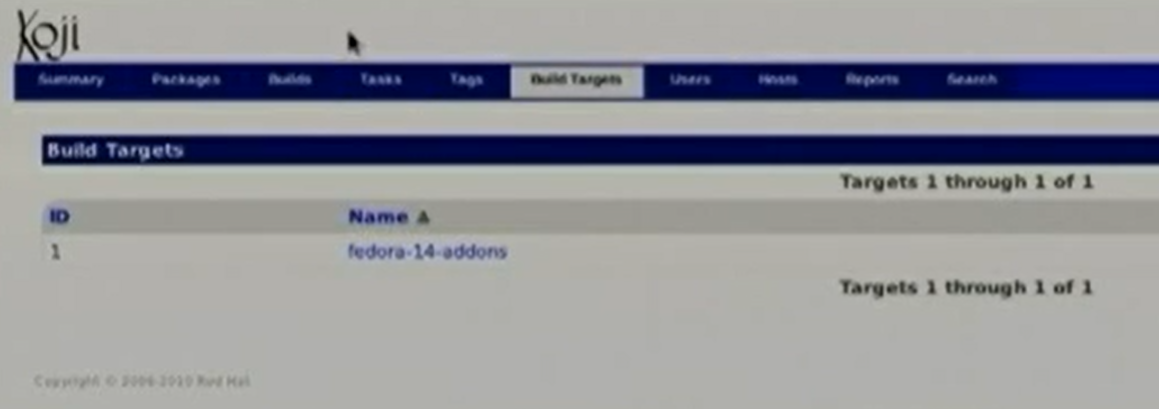 Koji
Summary Packages Builds Tasks Tags Build Targets Users Hosts Reports Search
Build Targets
Targets 1 through 1 of 1
ID Name ▲
1 fedora-14-addons
Targets 1 through 1 of 1
Copyright © 2006-2010 Red Hat